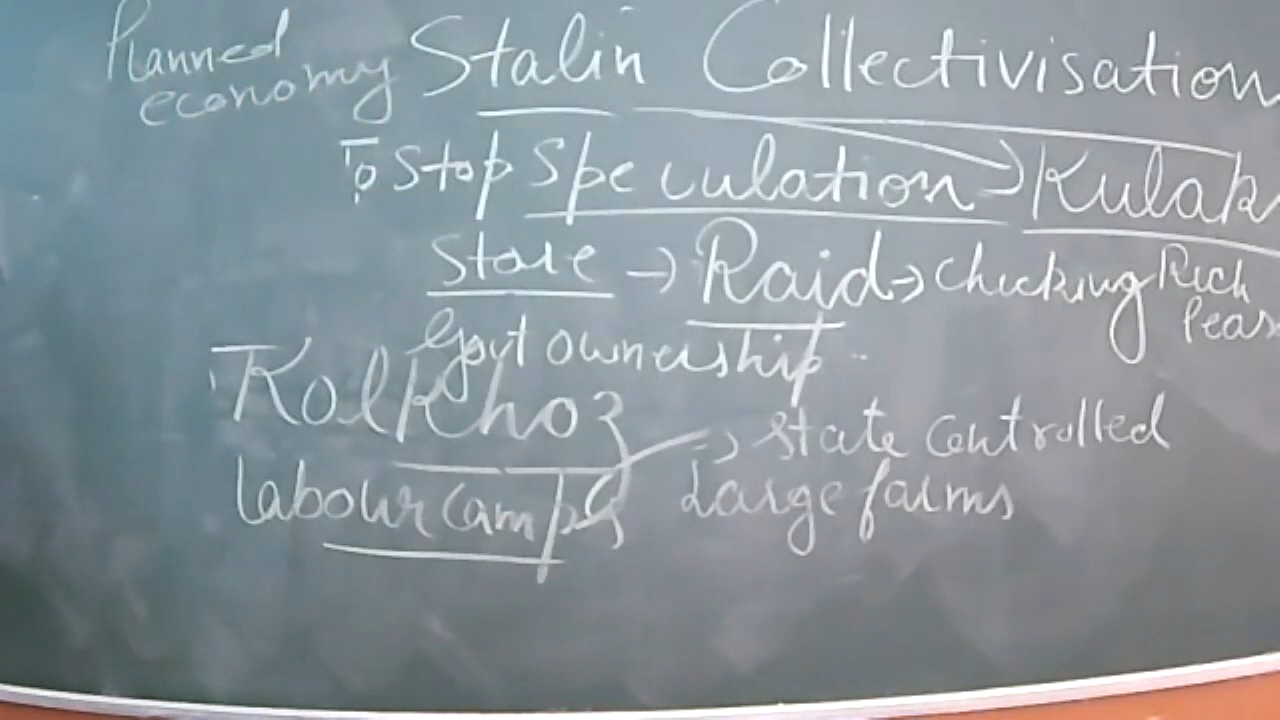 Planned economy
Stalin Collectivisation
To stop speculation → Kulak
Store → Raid → checking
Rich Peas
Govt ownership
Kolkhoz → state controlled
Large farms
labour camps